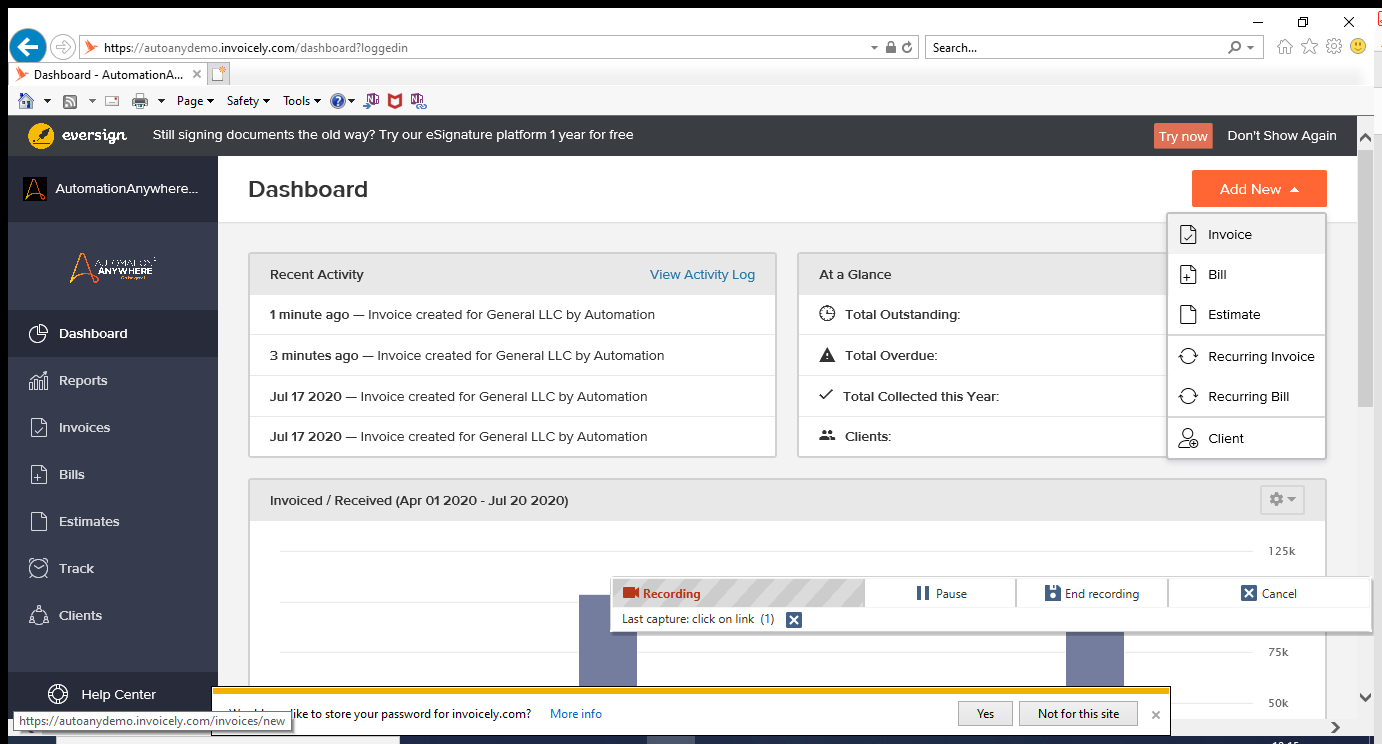 https://autoanydemo.invoicely.com/dashboard?loggedin
Search...
Dashboard - AutomationA...
Page
Safety
Tools
eversign
Still signing documents the old way? Try our eSignature platform 1 year for free
Try now
Don't Show Again
AutomationAnywhere...
Dashboard
Add New
Invoice
Bill
Estimate
Recurring Invoice
Recurring Bill
Client
AUTOMATION
ANYWHERE
Dashboard
Reports
Invoices
Bills
Estimates
Track
Clients
Help Center
Recent Activity
View Activity Log
1 minute ago — Invoice created for General LLC by Automation
3 minutes ago — Invoice created for General LLC by Automation
Jul 17 2020 — Invoice created for General LLC by Automation
Jul 17 2020 — Invoice created for General LLC by Automation
At a Glance
Total Outstanding:
Total Overdue:
Total Collected this Year:
Clients:
Invoiced / Received (Apr 01 2020 - Jul 20 2020)
125k
75k
50k
Recording
Pause
End recording
Cancel
Last capture: click on link (1)
like to store your password for invoicely.com?
More info
Yes
Not for this site
https://autoanydemo.invoicely.com/invoices/new